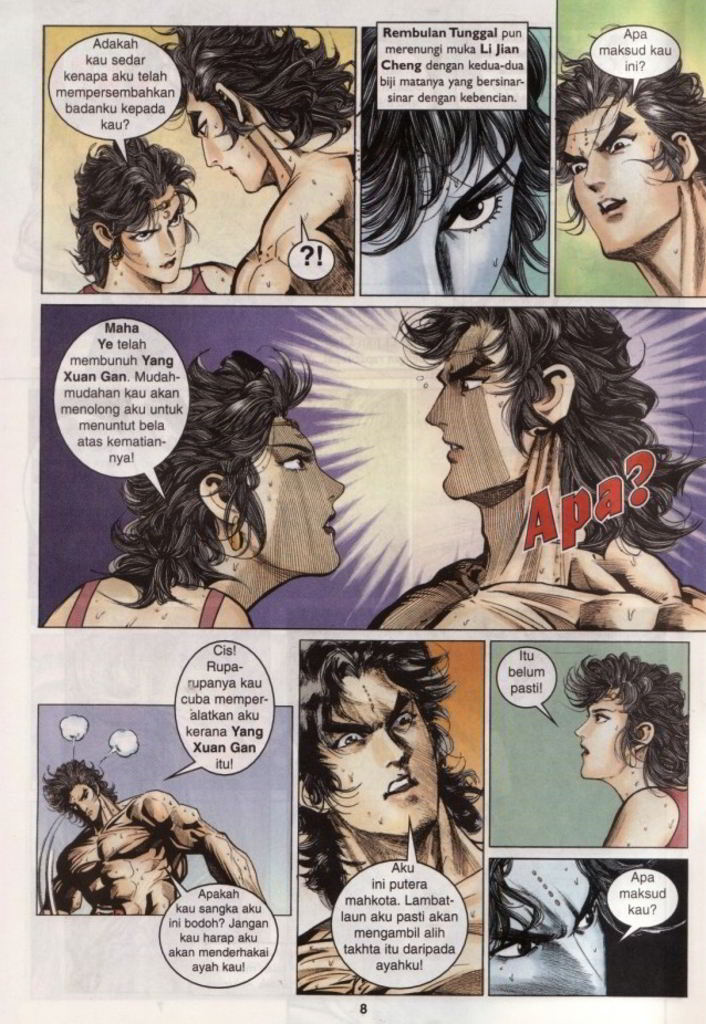 Adakah
kau sedar
kenapa aku telah
mempersembahkan
badanku kepada
kau?
?!
Rembulan Tunggal pun
merenungi muka Li Jian
Cheng dengan kedua-dua
biji matanya yang bersinar-
sinar dengan kebencian.
Apa
maksud kau
ini?
Maha
Ye telah
membunuh Yang
Xuan Gan. Mudah-
mudahan kau akan
menolong aku untuk
menuntut bela
atas kematian-
nya!
Apa?
Cis!
Rupa-
rupanya kau
cuba memper-
alatkan aku
kerana Yang
Xuan Gan
itu!
Apakah
kau sangka aku
ini bodoh? Jangan
kau harap aku
akan menderhakai
ayah kau!
Aku
ini putera
mahkota. Lambat-
laun aku pasti akan
mengambil alih
takhta itu daripada
ayahku!
Itu
belum
pasti!
Apa
maksud
kau?
8